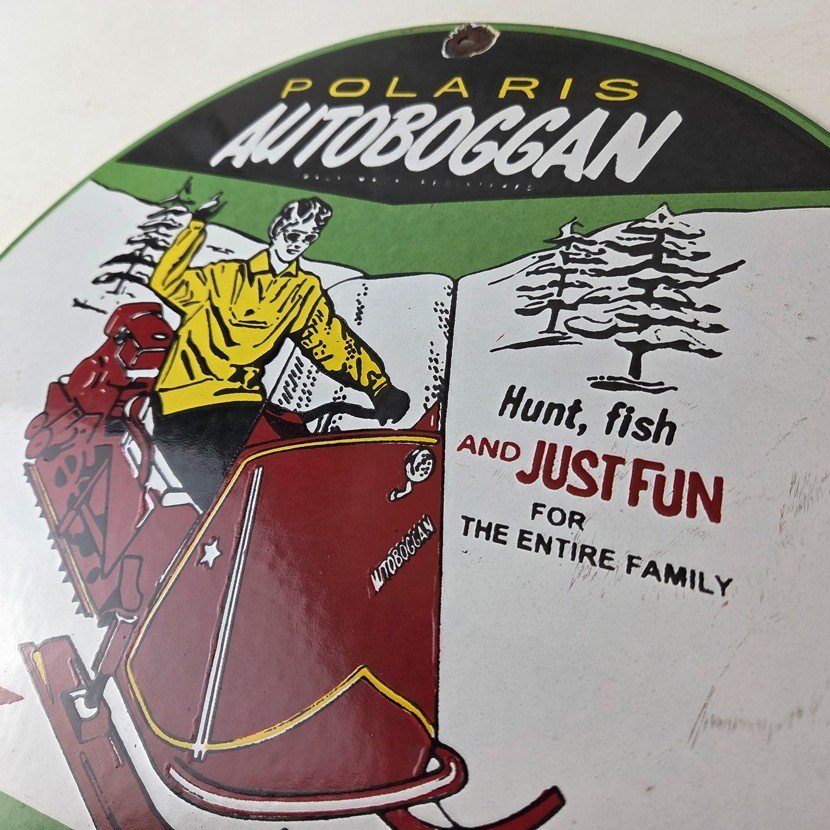 POLARIS
AUTOBOGGAN
Hunt, fish
AND JUST FUN
FOR
THE ENTIRE FAMILY
AUTOBOGGAN